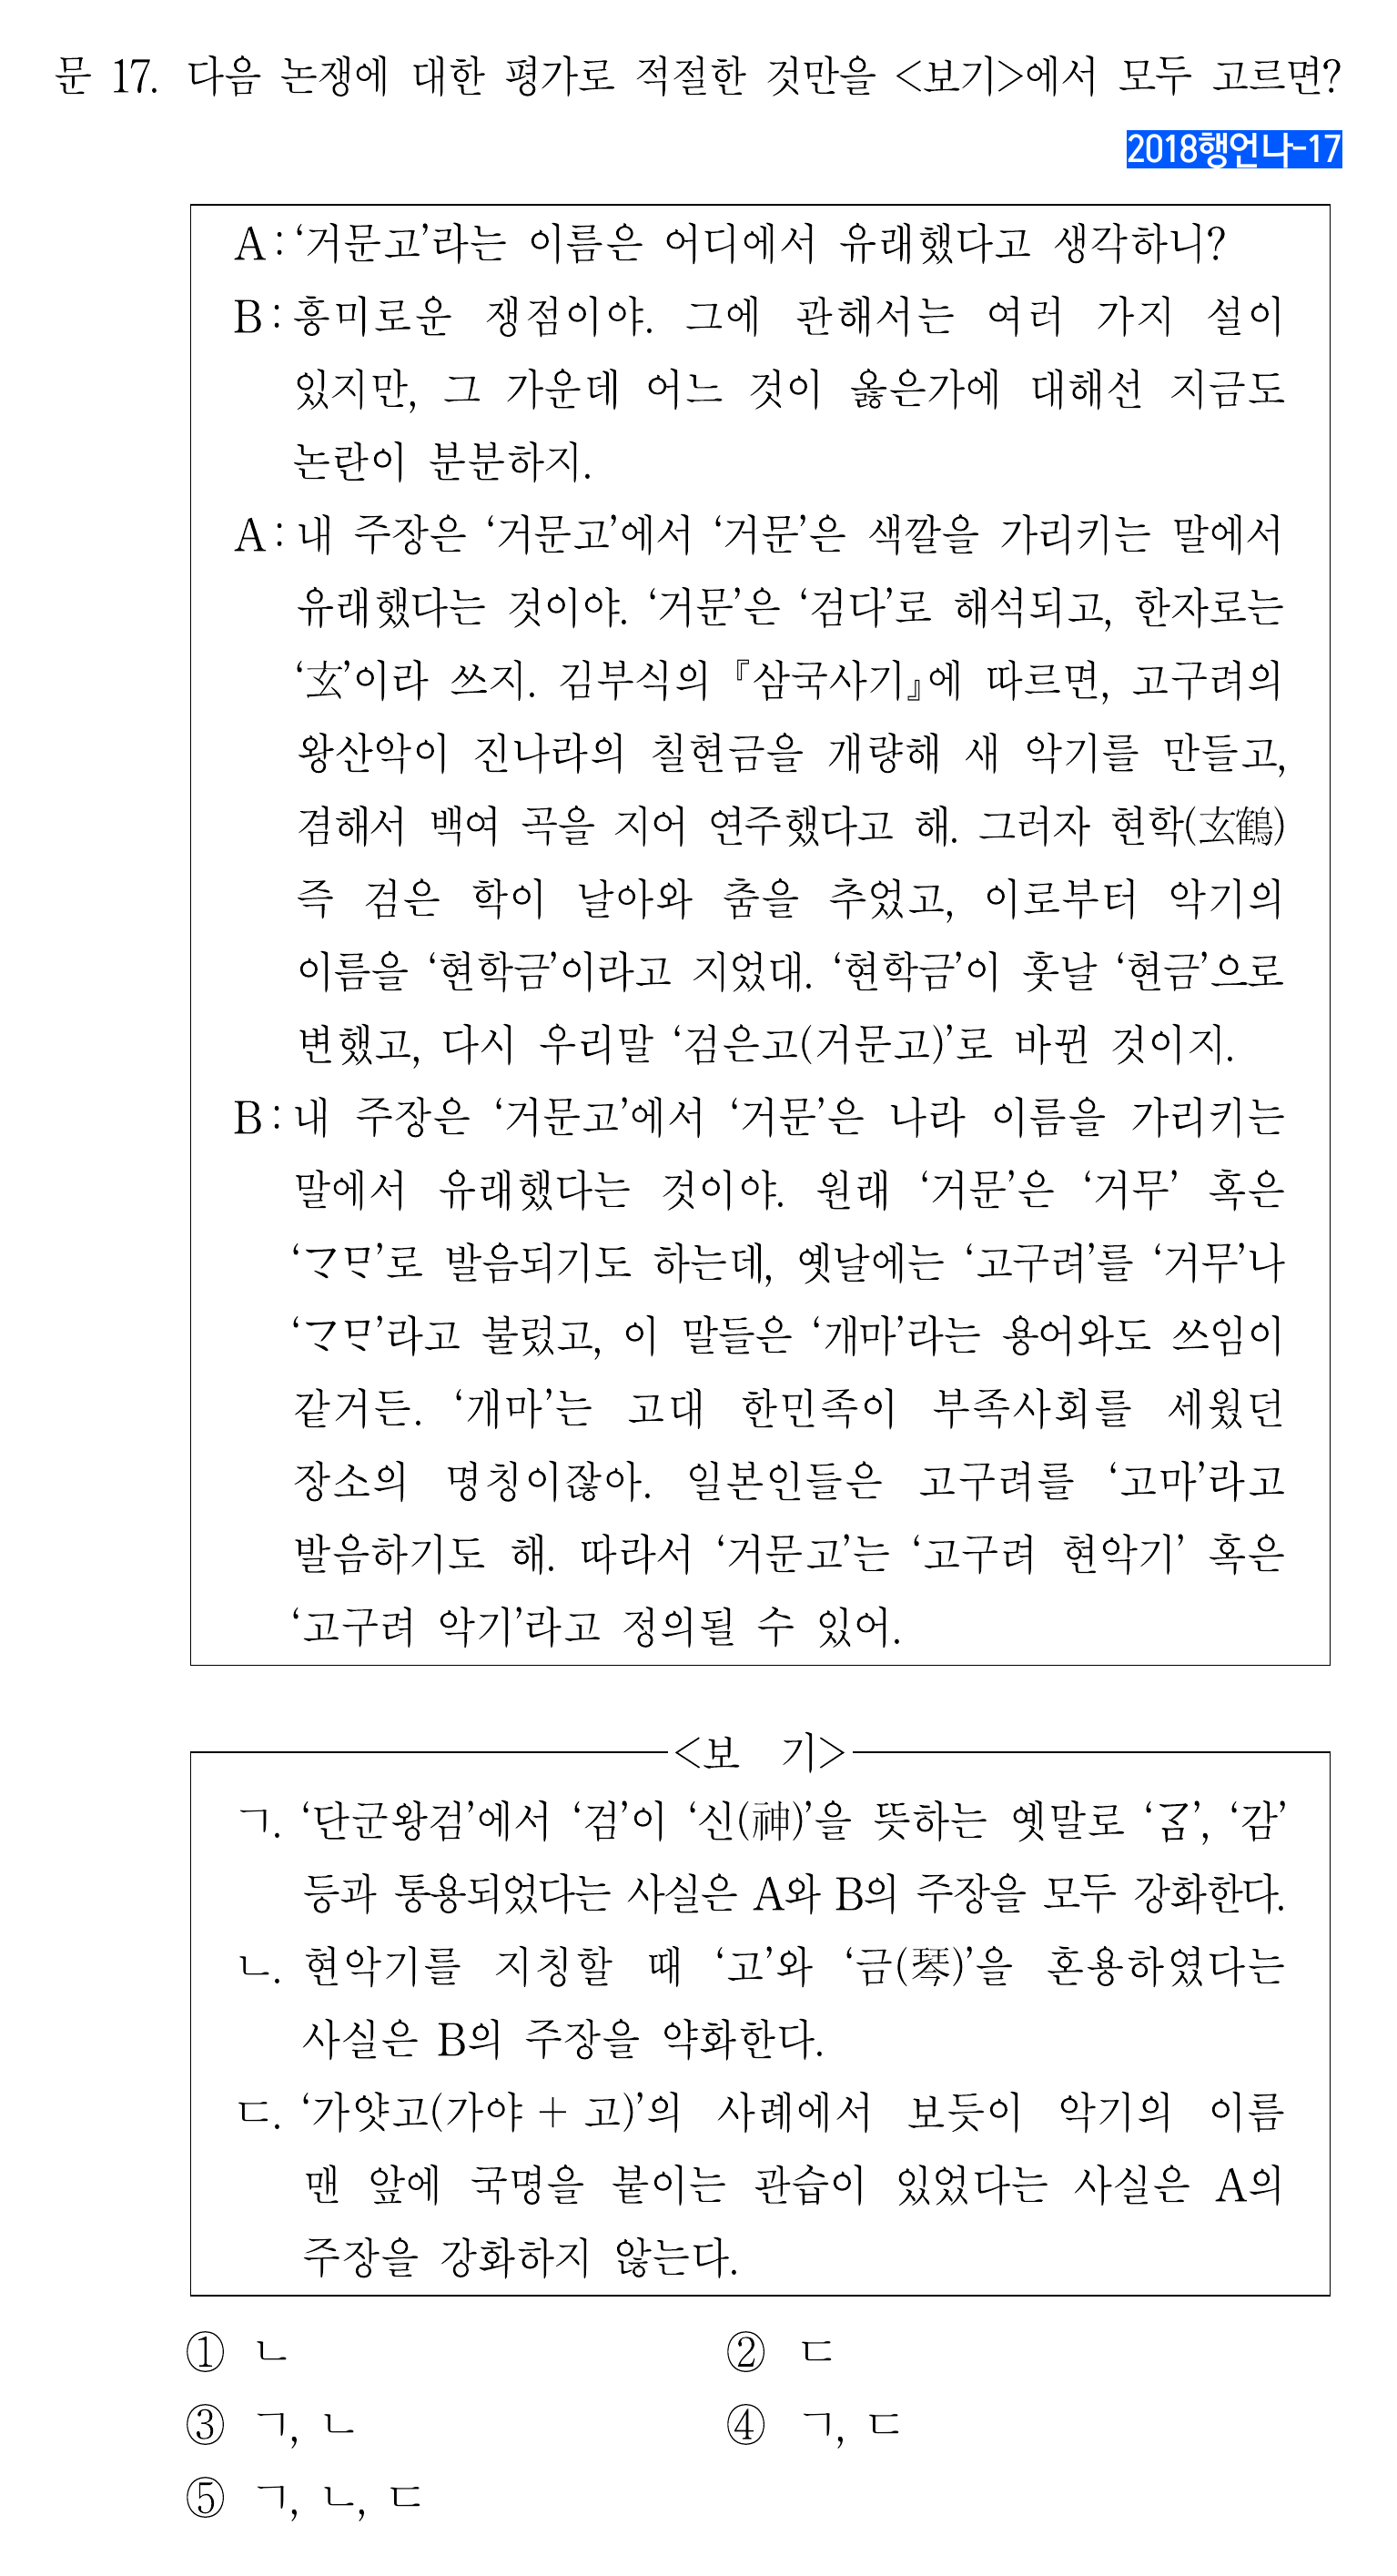 문 17. 다음 논쟁에 대한 평가로 적절한 것만을 <보기>에서 모두 고르면?
2018행언나-17
A : ‘거문고’라는 이름은 어디에서 유래했다고 생각하니?
B : 흥미로운 쟁점이야. 그에 관해서는 여러 가지 설이
있지만, 그 가운데 어느 것이 옳은가에 대해선 지금도
논란이 분분하지.
A : 내 주장은 ‘거문고’에서 ‘거문’은 색깔을 가리키는 말에서
유래했다는 것이야. ‘거문’은 ‘검다’로 해석되고, 한자로는
‘玄’이라 쓰지. 김부식의 『삼국사기』에 따르면, 고구려의
왕산악이 진나라의 칠현금을 개량해 새 악기를 만들고,
겸해서 백여 곡을 지어 연주했다고 해. 그러자 현학(玄鶴)
즉 검은 학이 날아와 춤을 추었고, 이로부터 악기의
이름을 ‘현학금’이라고 지었대. ‘현학금’이 훗날 ‘현금’으로
변했고, 다시 우리말 ‘검은고(거문고)’로 바뀐 것이지.
B : 내 주장은 ‘거문고’에서 ‘거문’은 나라 이름을 가리키는
말에서 유래했다는 것이야. 원래 ‘거문’은 ‘거무’ 혹은
‘ᄀᆞᄆᆞ’로 발음되기도 하는데, 옛날에는 ‘고구려’를 ‘거무’나
‘ᄀᆞᄆᆞ’라고 불렀고, 이 말들은 ‘개마’라는 용어와도 쓰임이
같거든. ‘개마’는 고대 한민족이 부족사회를 세웠던
장소의 명칭이잖아. 일본인들은 고구려를 ‘고마’라고
발음하기도 해. 따라서 ‘거문고’는 ‘고구려 현악기’ 혹은
‘고구려 악기’라고 정의될 수 있어.
<보 기>
ㄱ. ‘단군왕검’에서 ‘검’이 ‘신(神)’을 뜻하는 옛말로 ‘ᄀᆞᆷ’, ‘감’
등과 통용되었다는 사실은 A와 B의 주장을 모두 강화한다.
ㄴ. 현악기를 지칭할 때 ‘고’와 ‘금(琴)’을 혼용하였다는
사실은 B의 주장을 약화한다.
ㄷ. ‘가얏고(가야 + 고)’의 사례에서 보듯이 악기의 이름
맨 앞에 국명을 붙이는 관습이 있었다는 사실은 A의
주장을 강화하지 않는다.
① ㄴ ② ㄷ
③ ㄱ, ㄴ ④ ㄱ, ㄷ
⑤ ㄱ, ㄴ, ㄷ